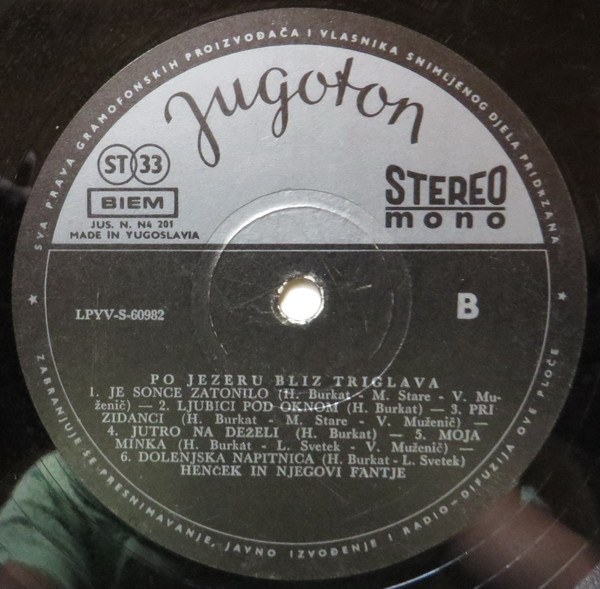 SVA PRAVA GRAMOFONSKIH PROIZVOĐAČA I VLASNIKA SNIMLJENOG DJELA PRIDRŽANA
Jugoton
ST 33
BIEM
JUS. N. N4 201
MADE IN YUGOSLAVIA
STEREO
mono
LPYV-S-60982
B
PO JEZERU BLIZ TRIGLAVA
1. JE SONCE ZATONILO (H. Burkat - M. Stare - V. Mu-
ženič) — 2. LJUBICI POD OKNOM (H. Burkat) — 3. PRI
ZIDANCI (H. Burkat - M. Stare - V. Muženič) —
4. JUTRO NA DEŽELI (H. Burkat) — 5. MOJA
MINKA (H. Burkat - L. Svetek - V. Muženič) —
6. DOLENJSKA NAPITNICA (H. Burkat - L. Svetek)
HENČEK IN NJEGOVI FANTJE
ZABRANJUJE SE PRESNIMAVANJE, JAVNO IZVOĐENJE I RADIO-DIFUZIJA OVE PLOČE